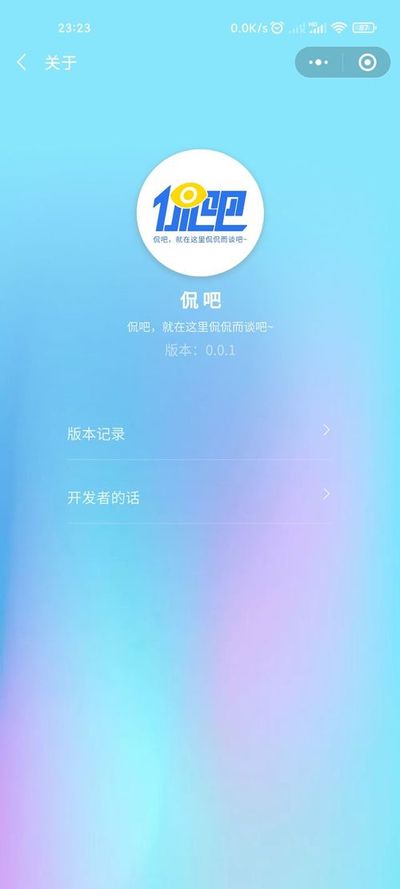 23:23
0.0K/s
关于
侃吧
侃吧，就在这里侃侃而谈吧~
侃吧
侃吧，就在这里侃侃而谈吧~
版本：0.0.1
版本记录
开发者的话